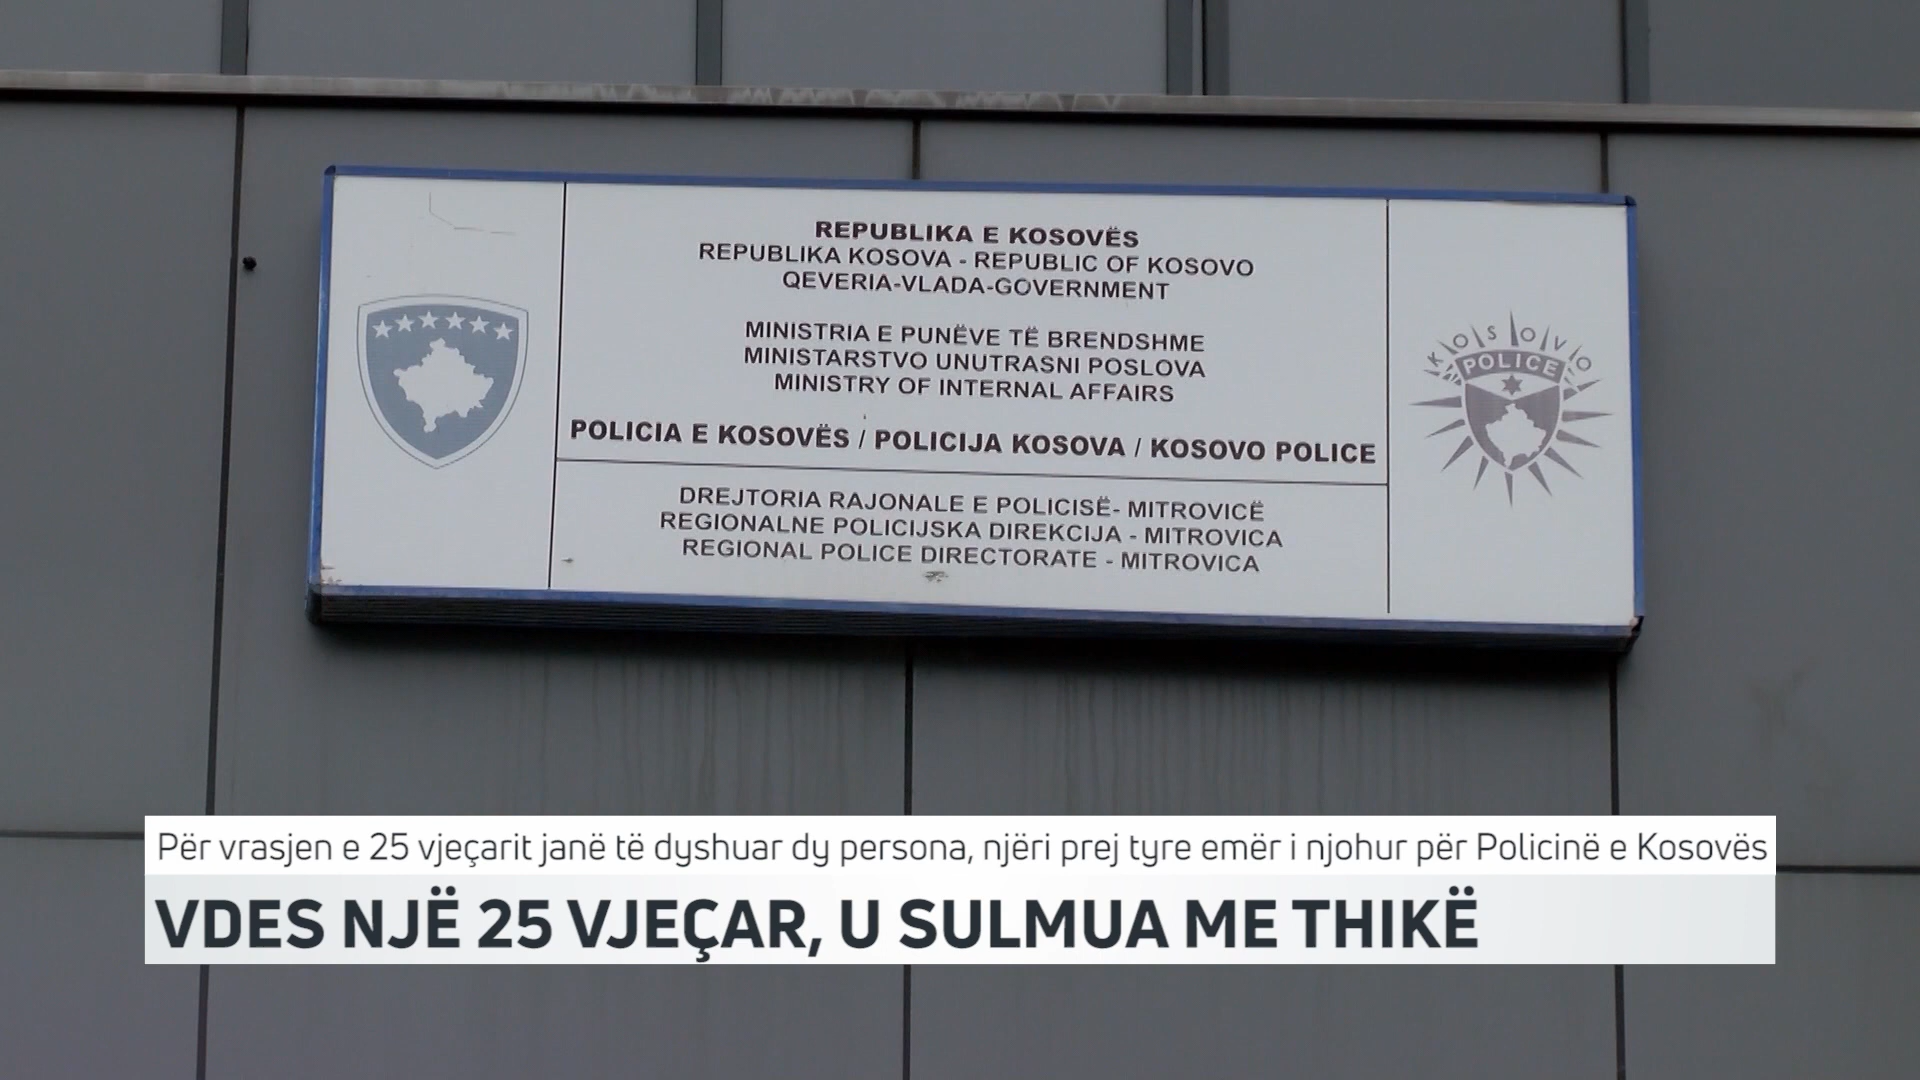 REPUBLIKA E KOSOVËS
REPUBLIKA KOSOVA - REPUBLIC OF KOSOVO
QEVERIA-VLADA-GOVERNMENT
MINISTRIA E PUNËVE TË BRENDSHME
MINISTARSTVO UNUTRASNI POSLOVA
MINISTRY OF INTERNAL AFFAIRS
POLICIA E KOSOVËS / POLICIJA KOSOVA / KOSOVO POLICE
DREJTORIA RAJONALE E POLICISË- MITROVICË
REGIONALNE POLICIJSKA DIREKCIJA - MITROVICA
REGIONAL POLICE DIRECTORATE - MITROVICA
KOSOVO
POLICE
Për vrasjen e 25 vjeçarit janë të dyshuar dy persona, njëri prej tyre emër i njohur për Policinë e Kosovës
VDES NJË 25 VJEÇAR, U SULMUA ME THIKË